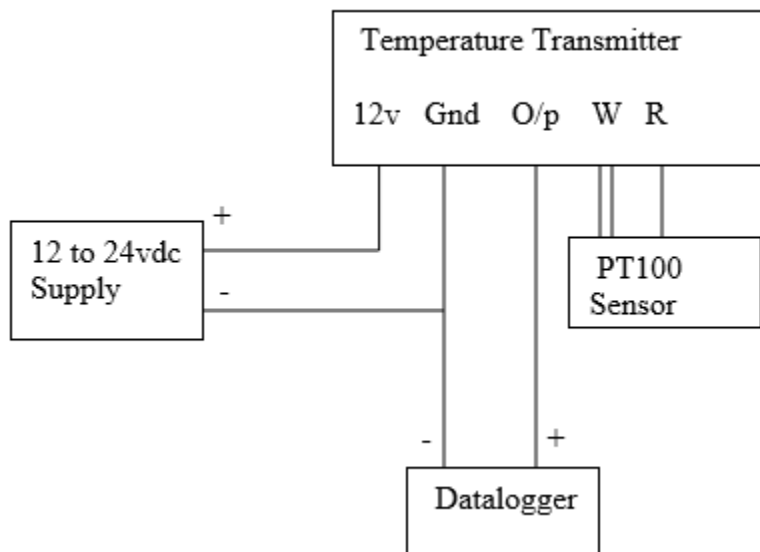 Temperature Transmitter
12v Gnd O/p W R
+
12 to 24vdc
Supply
-
PT100
Sensor
- +
Datalogger